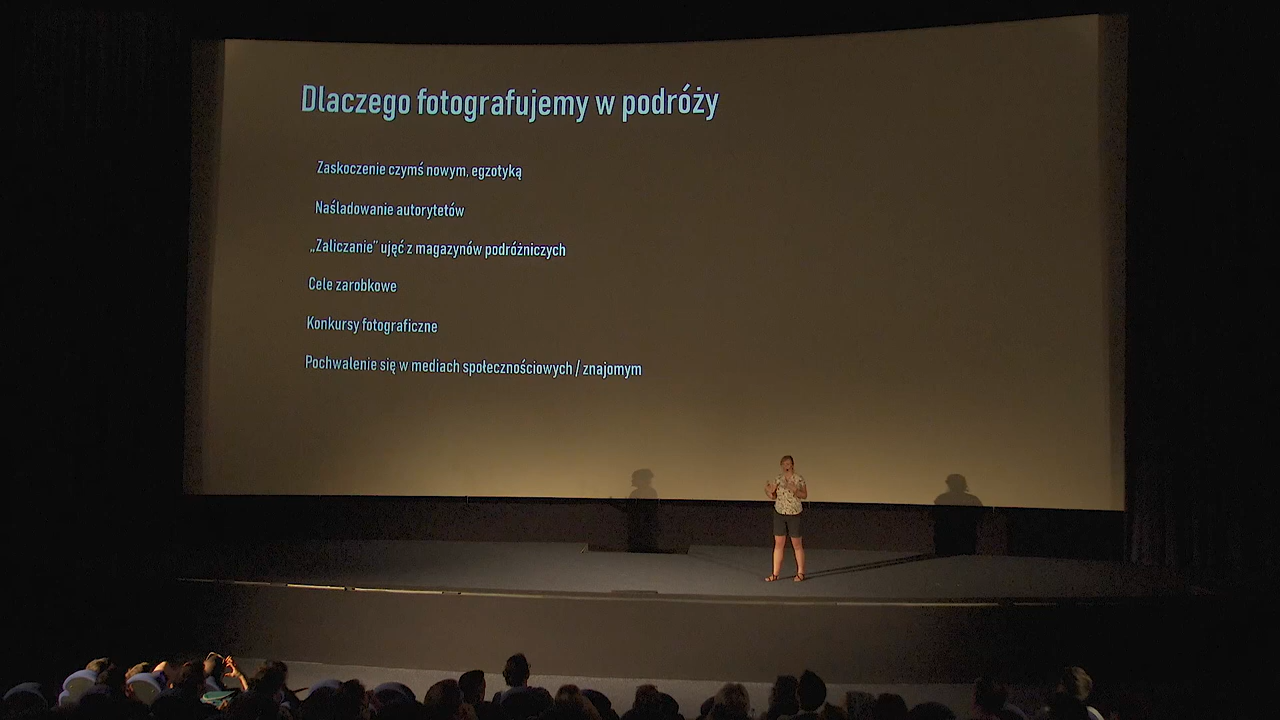 Dlaczego fotografujemy w podróży
Zaskoczenie czymś nowym, egzotyką
Naśladowanie autorytetów
„Zaliczanie” ujęć z magazynów podróżniczych
Cele zarobkowe
Konkursy fotograficzne
Pochwalenie się w mediach społecznościowych / znajomym